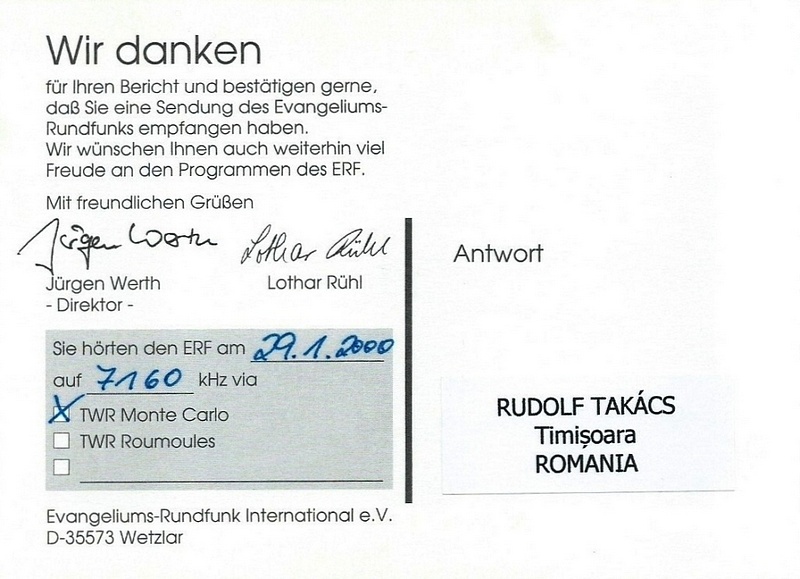 Wir danken
für Ihren Bericht und bestätigen gerne,
daß Sie eine Sendung des Evangeliums-
Rundfunks empfangen haben.
Wir wünschen Ihnen auch weiterhin viel
Freude an den Programmen des ERF.
Mit freundlichen Grüßen
Jürgen Werth
Lothar Rühl
Jürgen Werth
Lothar Rühl
- Direktor -
Sie hörten den ERF am 29.1.2000
auf 7160 kHz via
X TWR Monte Carlo
TWR Roumoules
Evangeliums-Rundfunk International e.V.
D-35573 Wetzlar
Antwort
RUDOLF TAKÁCS
Timișoara
ROMANIA